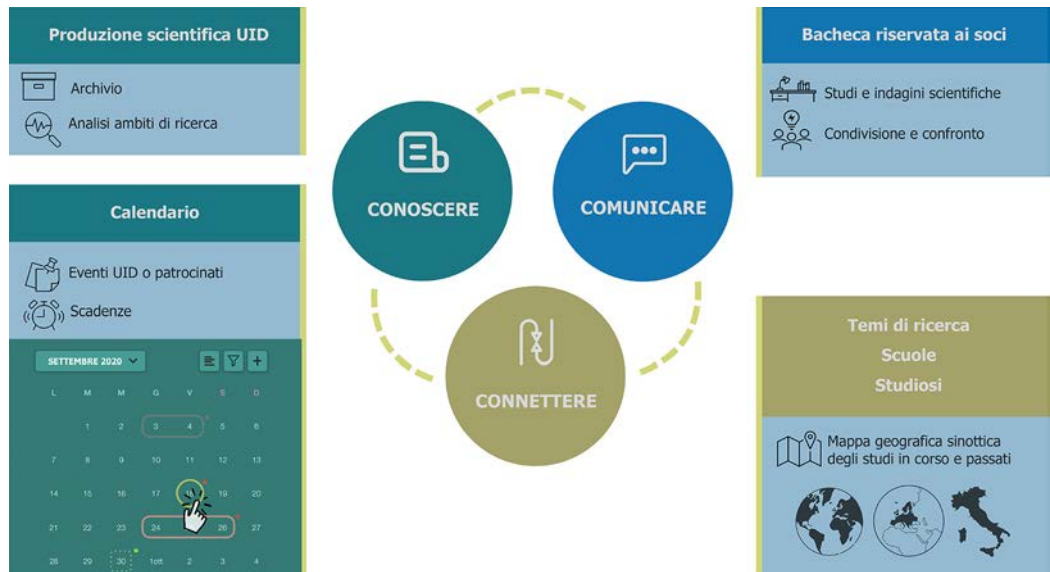 Produzione scientifica UID
Archivio
Analisi ambiti di ricerca
Calendario
Eventi UID o patrocinati
Scadenze
SETTEMBRE 2020
L M M G V S D
1 2 3 4 5 6
7 8 9 10 11 12 13
14 15 16 17 18 19 20
21 22 23 24 26 27
28 29 30 1ott 2 3 4
CONOSCERE
COMUNICARE
CONNETTERE
Bacheca riservata ai soci
Studi e indagini scientifiche
Condivisione e confronto
Temi di ricerca
Scuole
Studiosi
Mappa geografica sinottica
degli studi in corso e passati